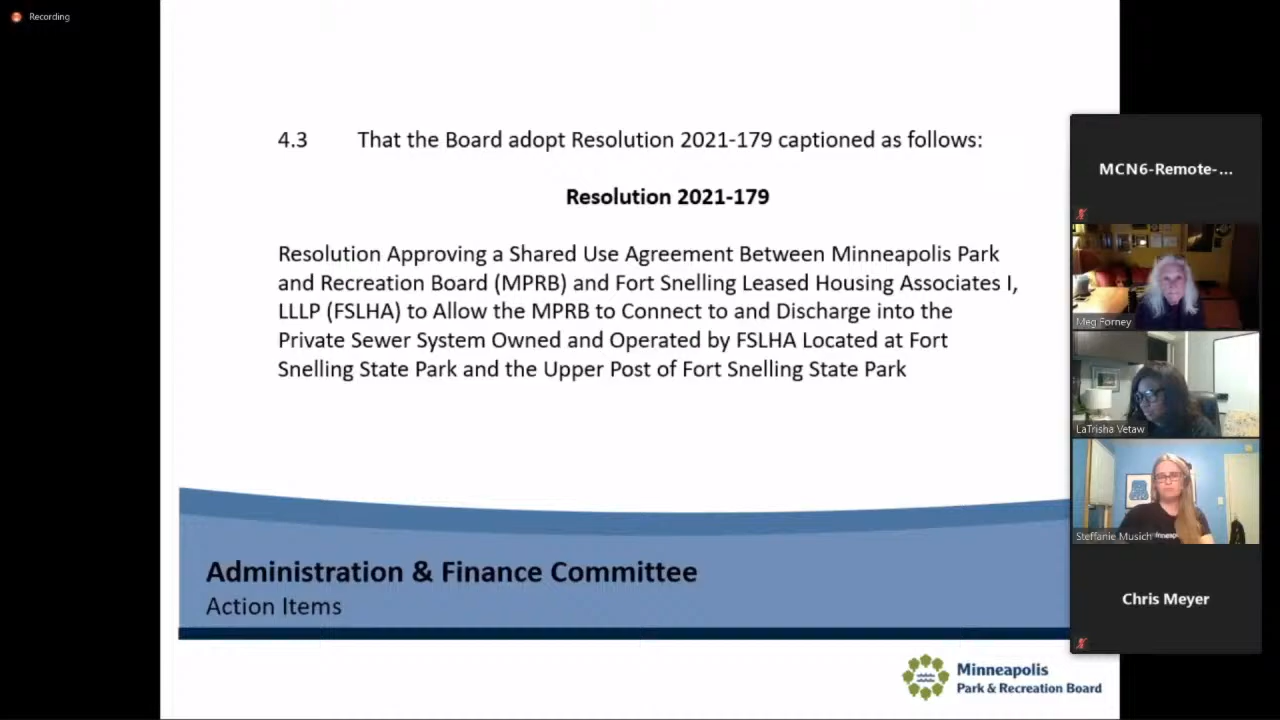 Recording
4.3 That the Board adopt Resolution 2021-179 captioned as follows:
Resolution 2021-179
Resolution Approving a Shared Use Agreement Between Minneapolis Park
and Recreation Board (MPRB) and Fort Snelling Leased Housing Associates I,
LLLP (FSLHA) to Allow the MPRB to Connect to and Discharge into the
Private Sewer System Owned and Operated by FSLHA Located at Fort
Snelling State Park and the Upper Post of Fort Snelling State Park
Administration & Finance Committee
Action Items
Minneapolis
Park & Recreation Board
MCN6-Remote-...
Meg Forney
LaTrisha Vetaw
Steffanie Musich
Chris Meyer